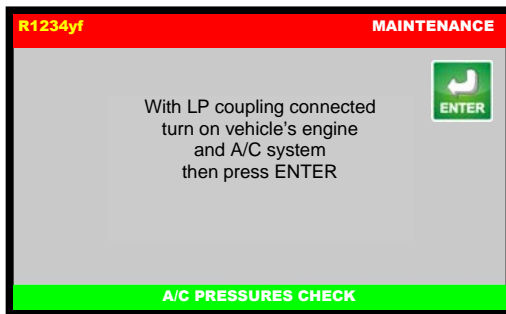 R1234yf MAINTENANCE
ENTER
With LP coupling connected
turn on vehicle's engine
and A/C system
then press ENTER
A/C PRESSURES CHECK